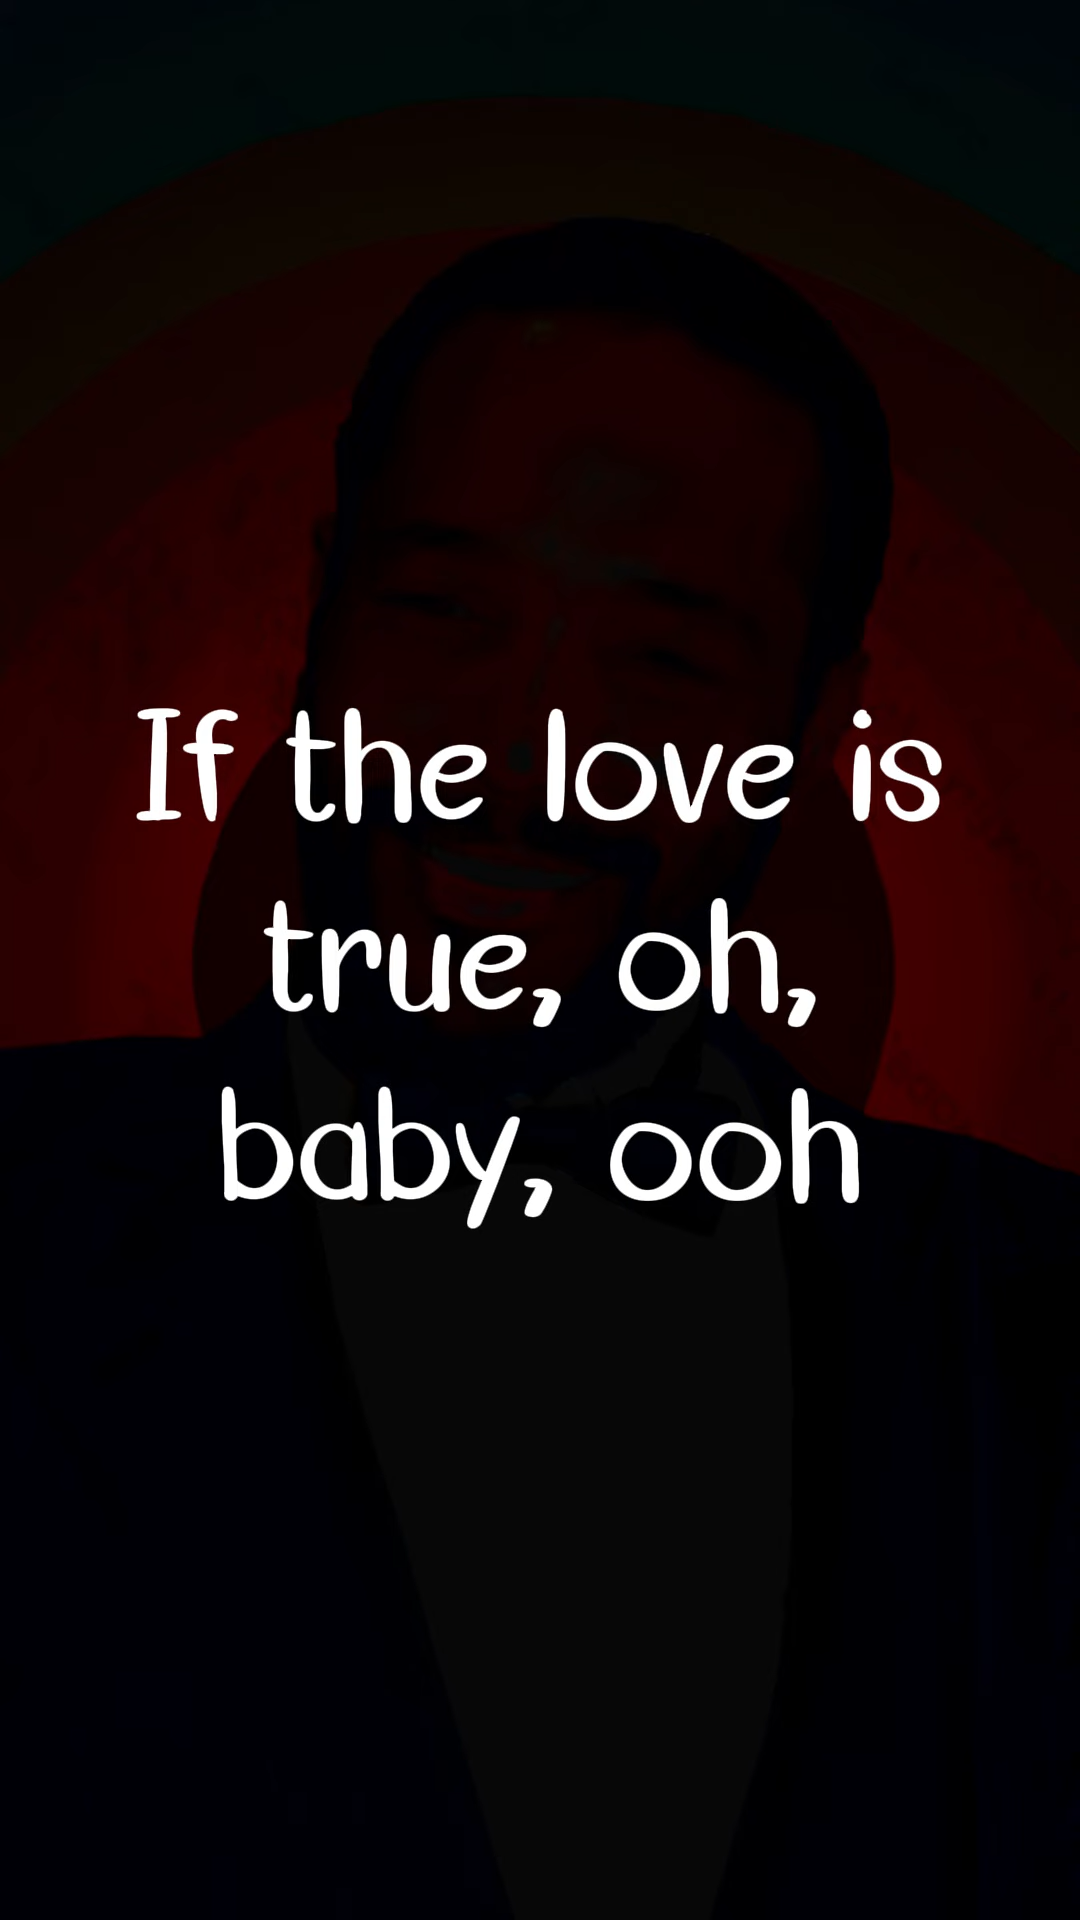 If the love is
true, oh,
baby, ooh